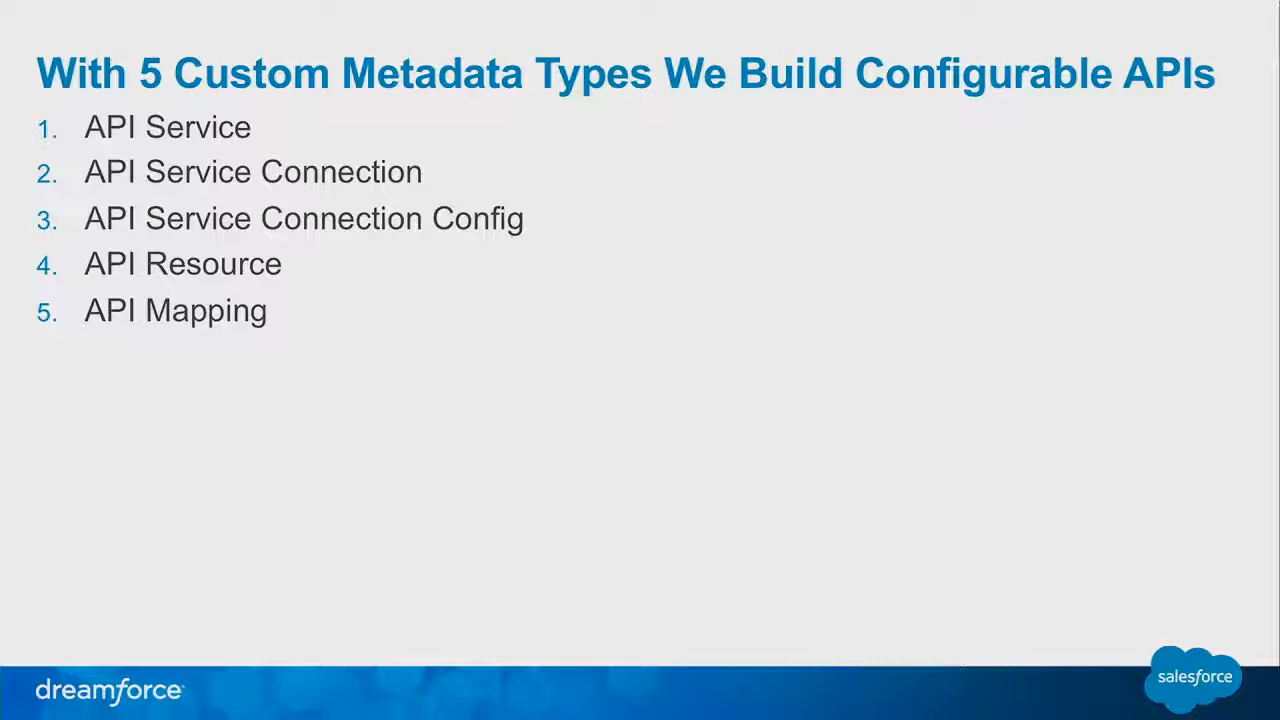 With 5 Custom Metadata Types We Build Configurable APIs
1. API Service
2. API Service Connection
3. API Service Connection Config
4. API Resource
5. API Mapping
dreamforce
salesforce